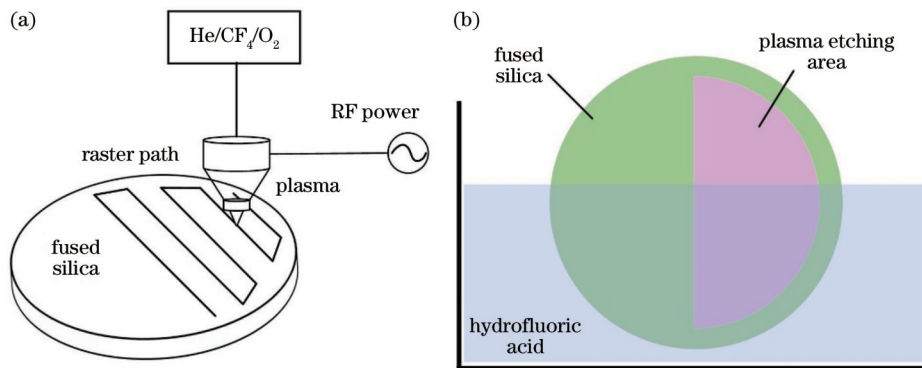 (a)
He/CF4/O2
RF power
raster path
plasma
fused
silica
(b)
fused
silica
plasma etching
area
hydrofluoric
acid